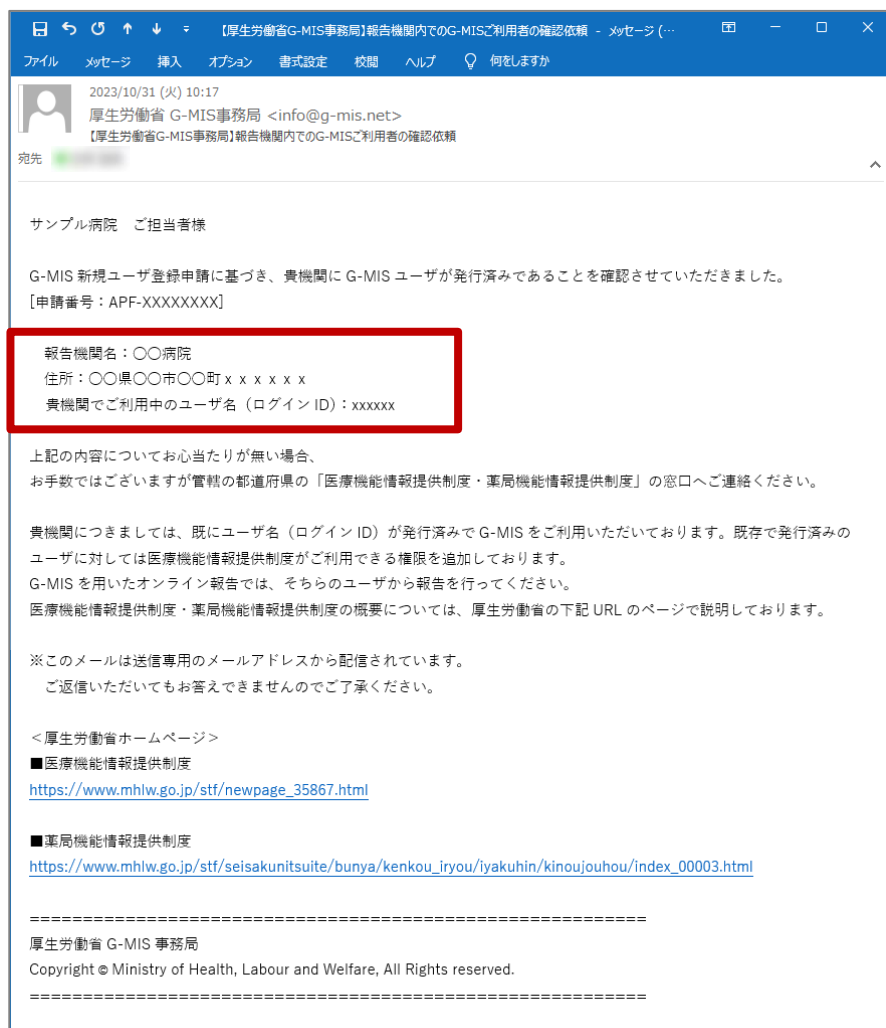 【厚生労働省G-MIS事務局】報告機関内でのG-MISご利用者の確認依頼 - メッセージ (…
ファイル メッセージ 挿入 オプション 書式設定 校閲 ヘルプ 何をしますか
2023/10/31 (火) 10:17
厚生労働省 G-MIS事務局 <info@g-mis.net>
【厚生労働省G-MIS事務局】報告機関内でのG-MISご利用者の確認依頼
宛先
サンプル病院 ご担当者様
G-MIS 新規ユーザ登録申請に基づき、貴機関に G-MIS ユーザが発行済みであることを確認させていただきました。
[申請番号：APF-XXXXXXXX]
報告機関名：〇〇病院
住所：〇〇県〇〇市〇〇町ｘｘｘｘｘｘ
貴機関でご利用中のユーザ名（ログイン ID）：xxxxxx
上記の内容についてお心当たりが無い場合、
お手数ではございますが管轄の都道府県の「医療機能情報提供制度・薬局機能情報提供制度」の窓口へご連絡ください。
貴機関につきましては、既にユーザ名（ログイン ID）が発行済みで G-MIS をご利用いただいております。既存で発行済みの
ユーザに対しては医療機能情報提供制度がご利用できる権限を追加しております。
G-MIS を用いたオンライン報告では、そちらのユーザから報告を行ってください。
医療機能情報提供制度・薬局機能情報提供制度の概要については、厚生労働省の下記 URL のページで説明しております。
※このメールは送信専用のメールアドレスから配信されています。
ご返信いただいてもお答えできませんのでご了承ください。
＜厚生労働省ホームページ＞
■医療機能情報提供制度
https://www.mhlw.go.jp/stf/newpage_35867.html
■薬局機能情報提供制度
https://www.mhlw.go.jp/stf/seisakunitsuite/bunya/kenkou_iryou/iyakuhin/kinoujouhou/index_00003.html
==========================================================
厚生労働省 G-MIS 事務局
Copyright © Ministry of Health, Labour and Welfare, All Rights reserved.
==========================================================